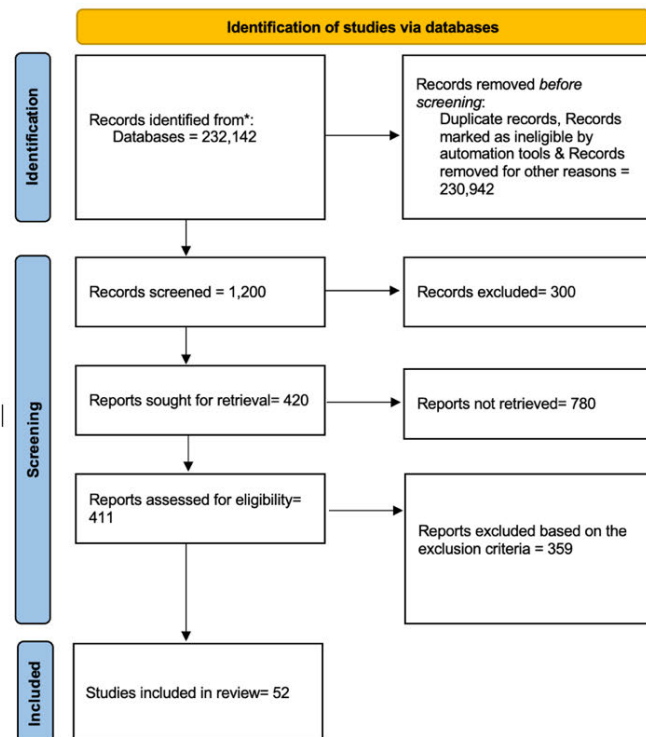 Identification of studies via databases
Identification
Records identified from*:
Databases = 232,142
Records removed before
screening:
Duplicate records, Records
marked as ineligible by
automation tools & Records
removed for other reasons =
230,942
Screening
Records screened = 1,200
Records excluded= 300
Reports sought for retrieval= 420
Reports not retrieved= 780
Reports assessed for eligibility=
411
Reports excluded based on the
exclusion criteria = 359
Included
Studies included in review= 52